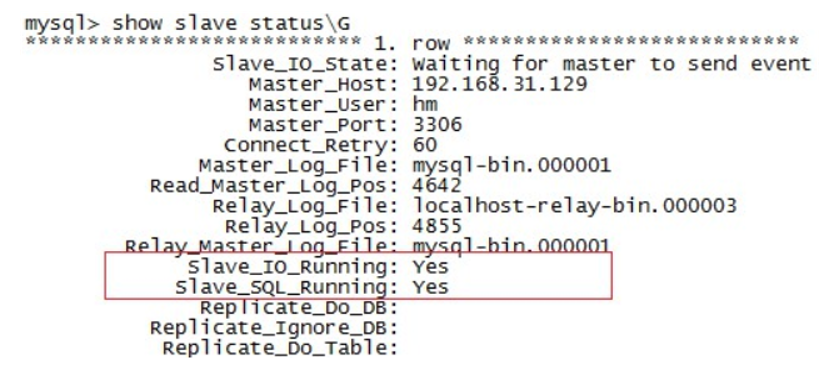 mysql> show slave status\G
*************************** 1. row ***************************
Slave_IO_State: Waiting for master to send event
Master_Host: 192.168.31.129
Master_User: hm
Master_Port: 3306
Connect_Retry: 60
Master_Log_File: mysql-bin.000001
Read_Master_Log_Pos: 4642
Relay_Log_File: localhost-relay-bin.000003
Relay_Log_Pos: 4855
Relay_Master_Log_File: mysql-bin.000001
Slave_IO_Running: Yes
Slave_SQL_Running: Yes
Replicate_Do_DB:
Replicate_Ignore_DB:
Replicate_Do_Table: